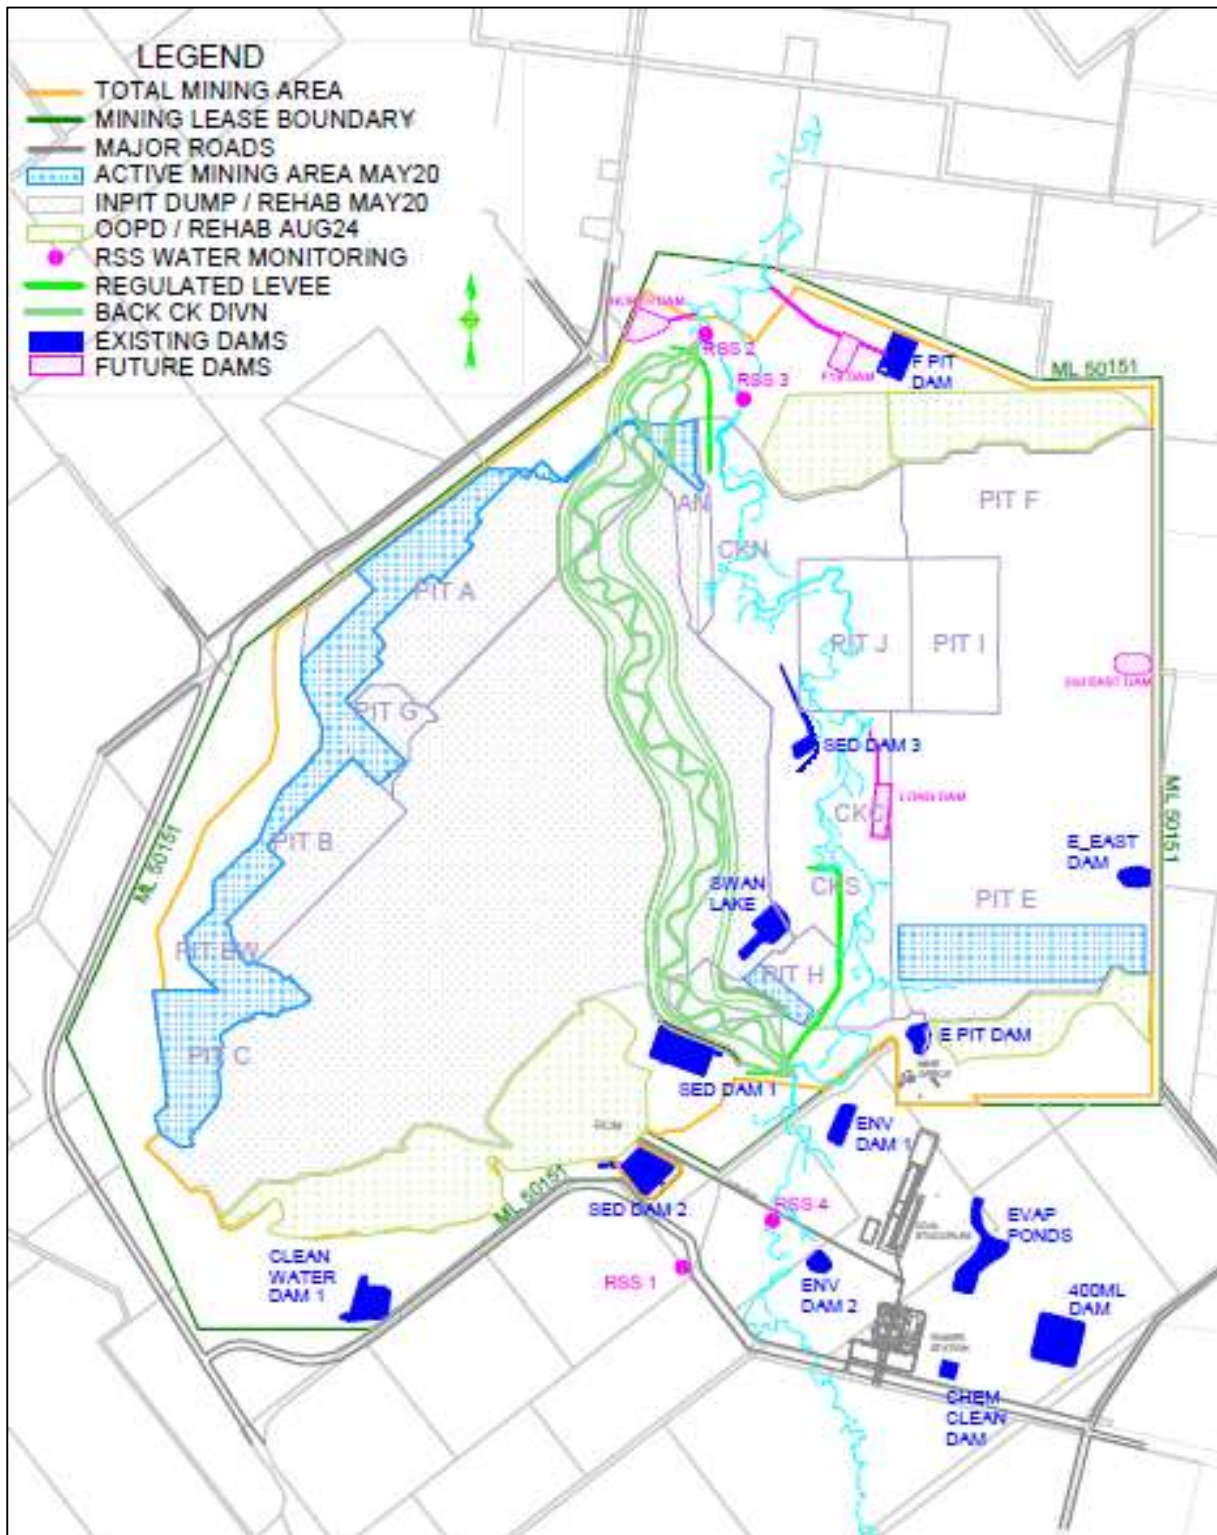 LEGEND
TOTAL MINING AREA
MINING LEASE BOUNDARY
MAJOR ROADS
ACTIVE MINING AREA MAY20
INPIT DUMP / REHAB MAY20
OOPD / REHAB AUG24
RSS WATER MONITORING
REGULATED LEVEE
BACK CK DIVN
EXISTING DAMS
FUTURE DAMS
RSS 2
F PIT
DAM
ML 50151
RSS 3
PIT F
AN
CKN
PIT A
PIT J
PIT I
PIT G
SED DAM 3
LONG DAM
CKC
ML 50151
PIT B
ML 50151
E_EAST
DAM
SWAN
LAKE
CKS
PIT E
PIT BW
PIT H
PIT C
E PIT DAM
SED DAM 1
ENV
DAM 1
ROM
ML 50151
SED DAM 2
RSS 4
EVAP
PONDS
CLEAN
WATER
DAM 1
RSS 1
ENV
DAM 2
400ML
DAM
CHEM
CLEAN
DAM